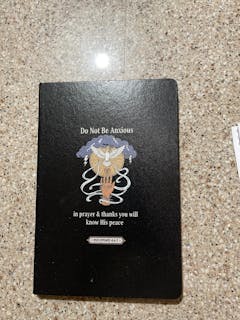 Do Not Be Anxious
in prayer & thanks you will
know His peace